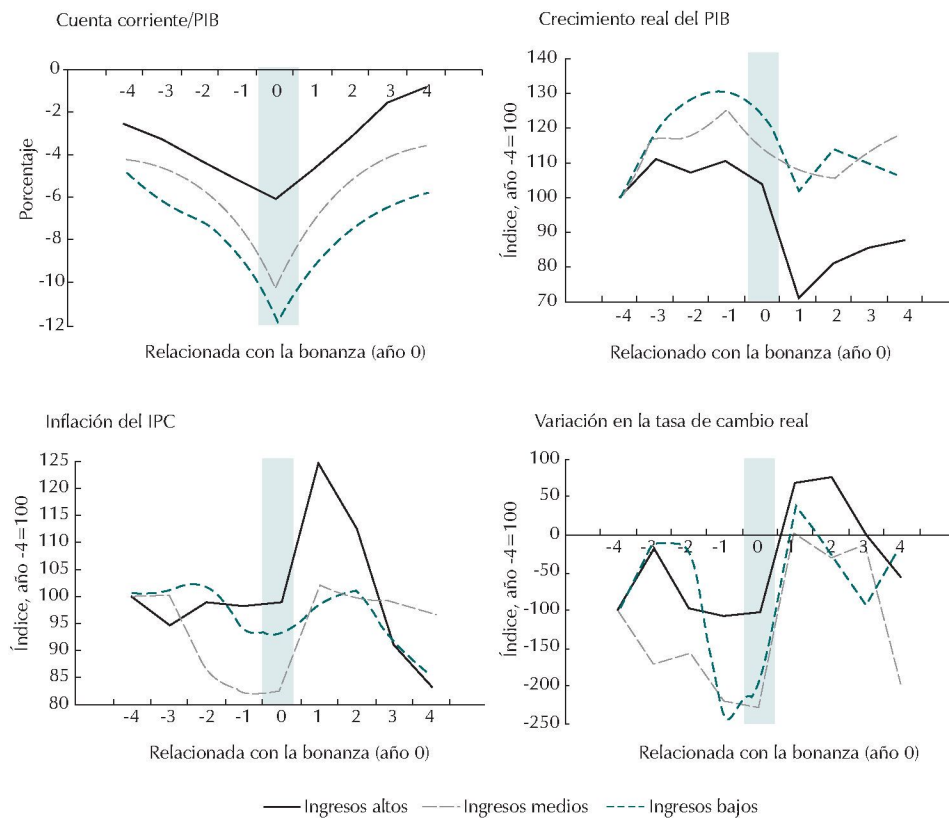 Cuenta corriente/PIB
0
-2
-4
-6
-8
-10
-12
Porcentaje
-4 -3 -2 -1 0 1 2 3 4
Relacionada con la bonanza (año 0)
Crecimiento real del PIB
140
130
120
110
100
90
80
70
Índice, año -4=100
-4 -3 -2 -1 0 1 2 3 4
Relacionado con la bonanza (año 0)
Inflación del IPC
125
120
115
110
105
100
95
90
85
80
Índice, año -4=100
-4 -3 -2 -1 0 1 2 3 4
Relacionada con la bonanza (año 0)
Variación en la tasa de cambio real
100
50
0
-50
-100
-150
-200
-250
Índice, año -4=100
-4 -3 -2 -1 0 1 2 3 4
Relacionada con la bonanza (año 0)
Ingresos altos Ingresos medios Ingresos bajos